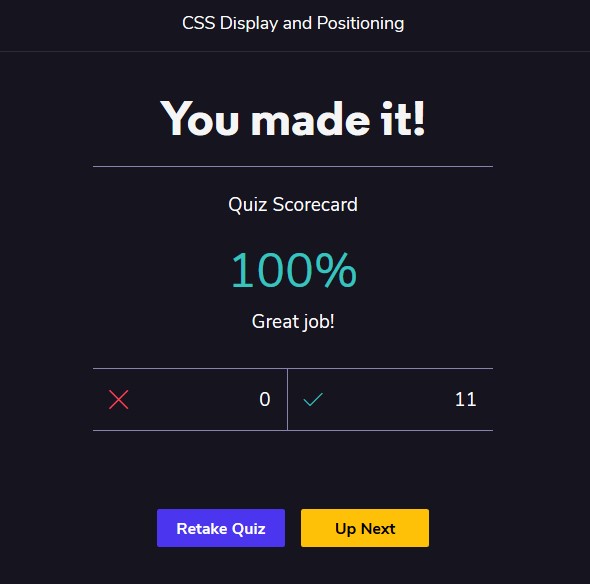 CSS Display and Positioning
You made it!
Quiz Scorecard
100%
Great job!
0 11
Retake Quiz Up Next